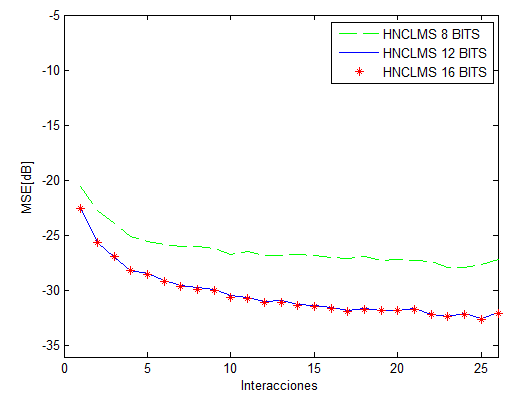 -5
-10
-15
-20
-25
-30
-35
MSE[dB]
HNCLMS 8 BITS
HNCLMS 12 BITS
HNCLMS 16 BITS
0 5 10 15 20 25
Interacciones